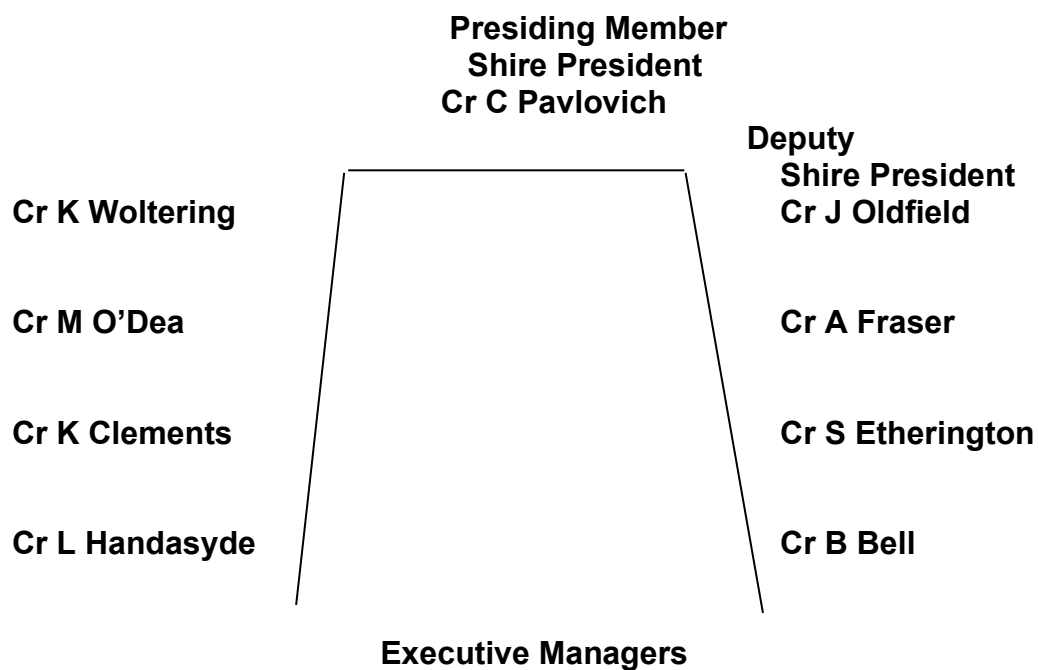 Presiding Member
Shire President
Cr C Pavlovich
Deputy
Shire President
Cr K Woltering
Cr J Oldfield
Cr M O’Dea
Cr A Fraser
Cr K Clements
Cr S Etherington
Cr L Handasyde
Cr B Bell
Executive Managers